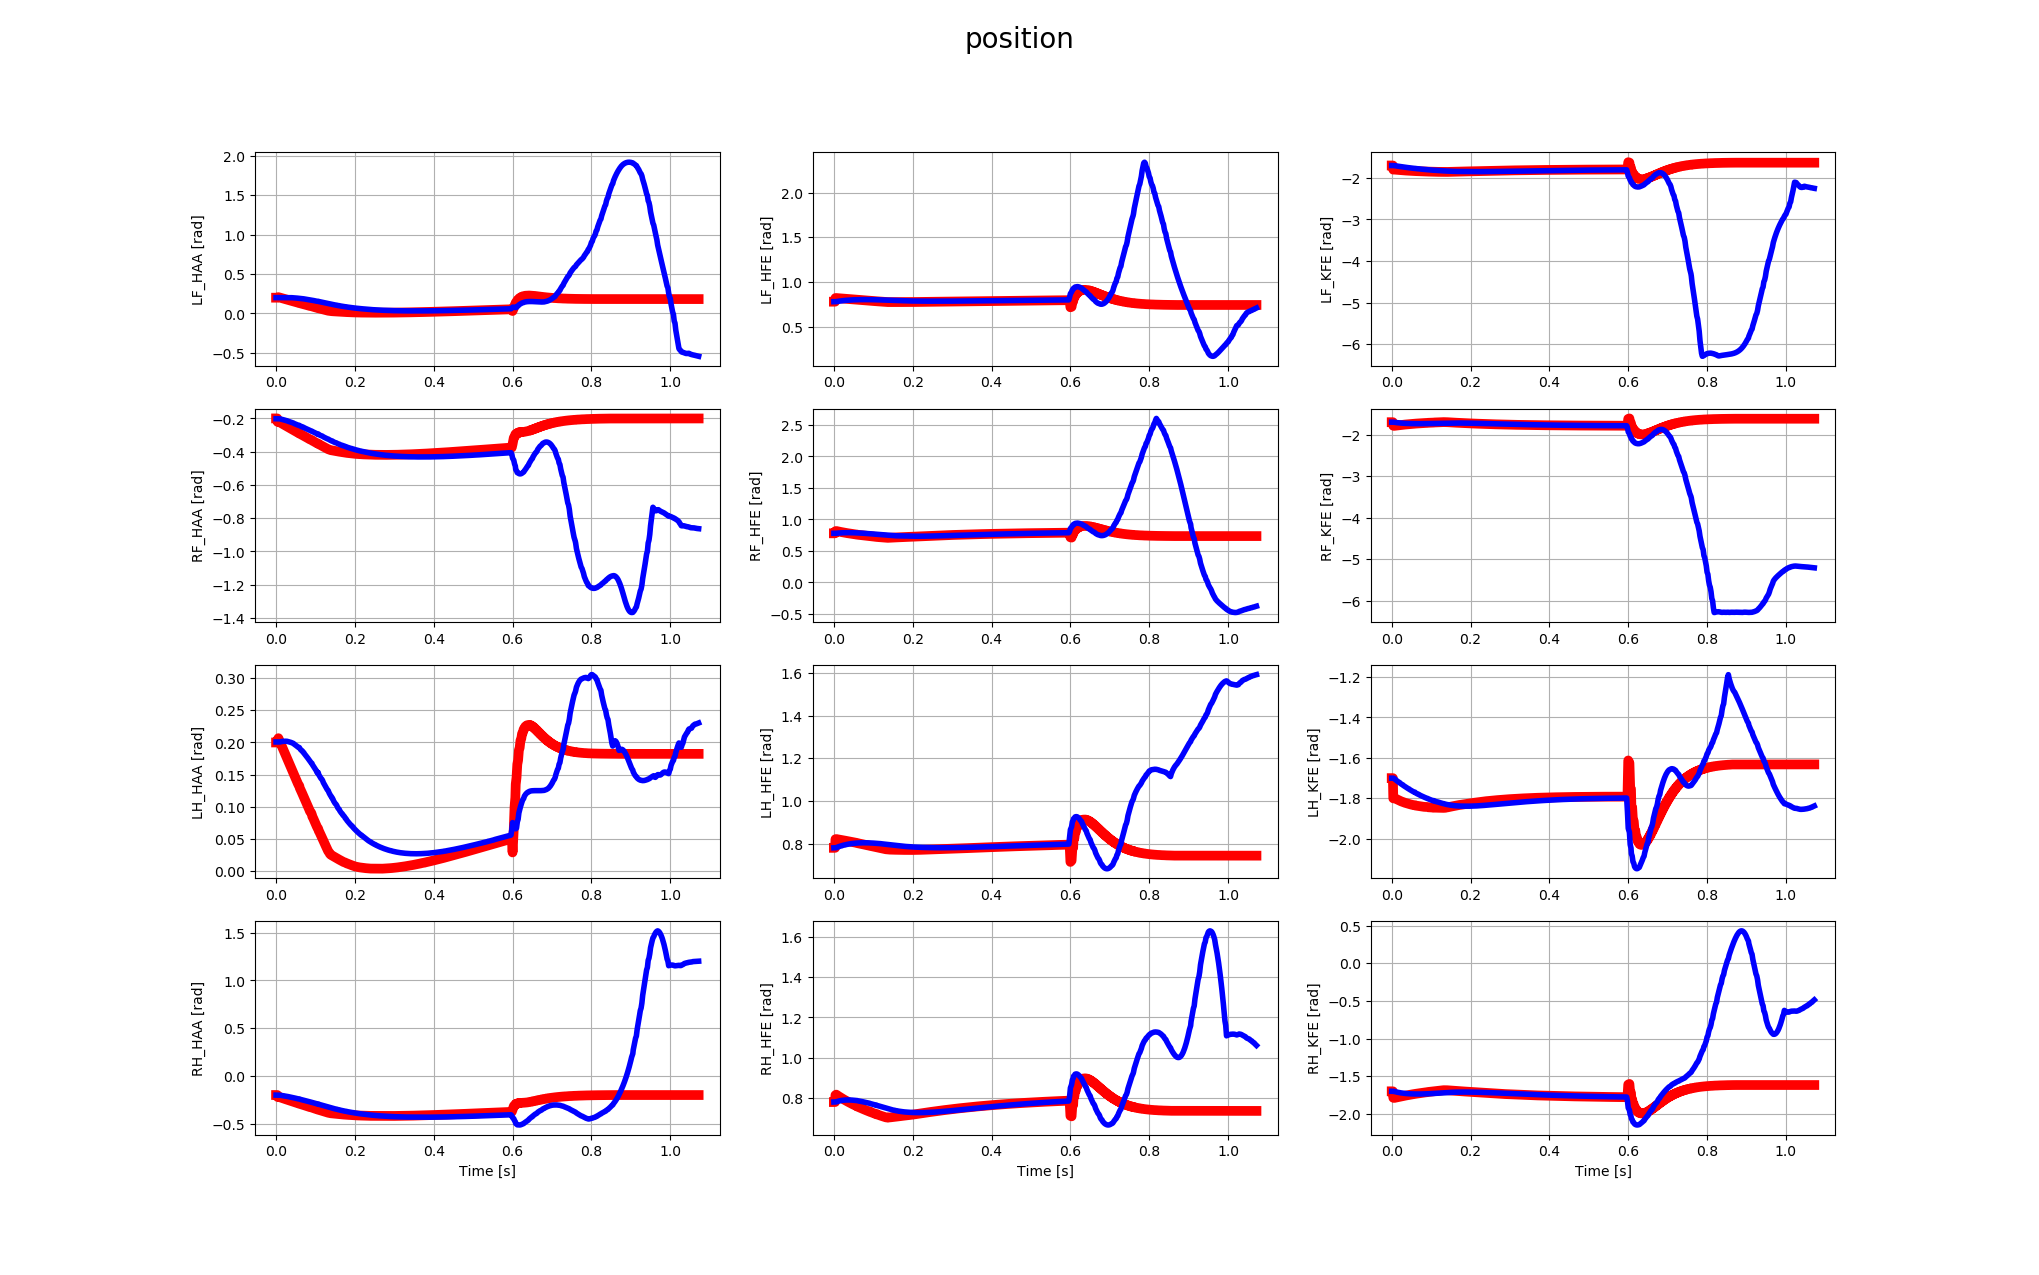 position
LF_HAA [rad]
2.0
1.5
1.0
0.5
0.0
−0.5
0.0 0.2 0.4 0.6 0.8 1.0
LF_HFE [rad]
2.0
1.5
1.0
0.5
0.0 0.2 0.4 0.6 0.8 1.0
LF_KFE [rad]
−2
−3
−4
−5
−6
0.0 0.2 0.4 0.6 0.8 1.0
RF_HAA [rad]
−0.2
−0.4
−0.6
−0.8
−1.0
−1.2
−1.4
0.0 0.2 0.4 0.6 0.8 1.0
RF_HFE [rad]
2.5
2.0
1.5
1.0
0.5
0.0
−0.5
0.0 0.2 0.4 0.6 0.8 1.0
RF_KFE [rad]
−2
−3
−4
−5
−6
0.0 0.2 0.4 0.6 0.8 1.0
LH_HAA [rad]
0.30
0.25
0.20
0.15
0.10
0.05
0.00
0.0 0.2 0.4 0.6 0.8 1.0
LH_HFE [rad]
1.6
1.4
1.2
1.0
0.8
0.0 0.2 0.4 0.6 0.8 1.0
LH_KFE [rad]
−1.2
−1.4
−1.6
−1.8
−2.0
0.0 0.2 0.4 0.6 0.8 1.0
RH_HAA [rad]
1.5
1.0
0.5
0.0
−0.5
0.0 0.2 0.4 0.6 0.8 1.0
Time [s]
RH_HFE [rad]
1.6
1.4
1.2
1.0
0.8
0.0 0.2 0.4 0.6 0.8 1.0
Time [s]
RH_KFE [rad]
0.5
0.0
−0.5
−1.0
−1.5
−2.0
0.0 0.2 0.4 0.6 0.8 1.0
Time [s]